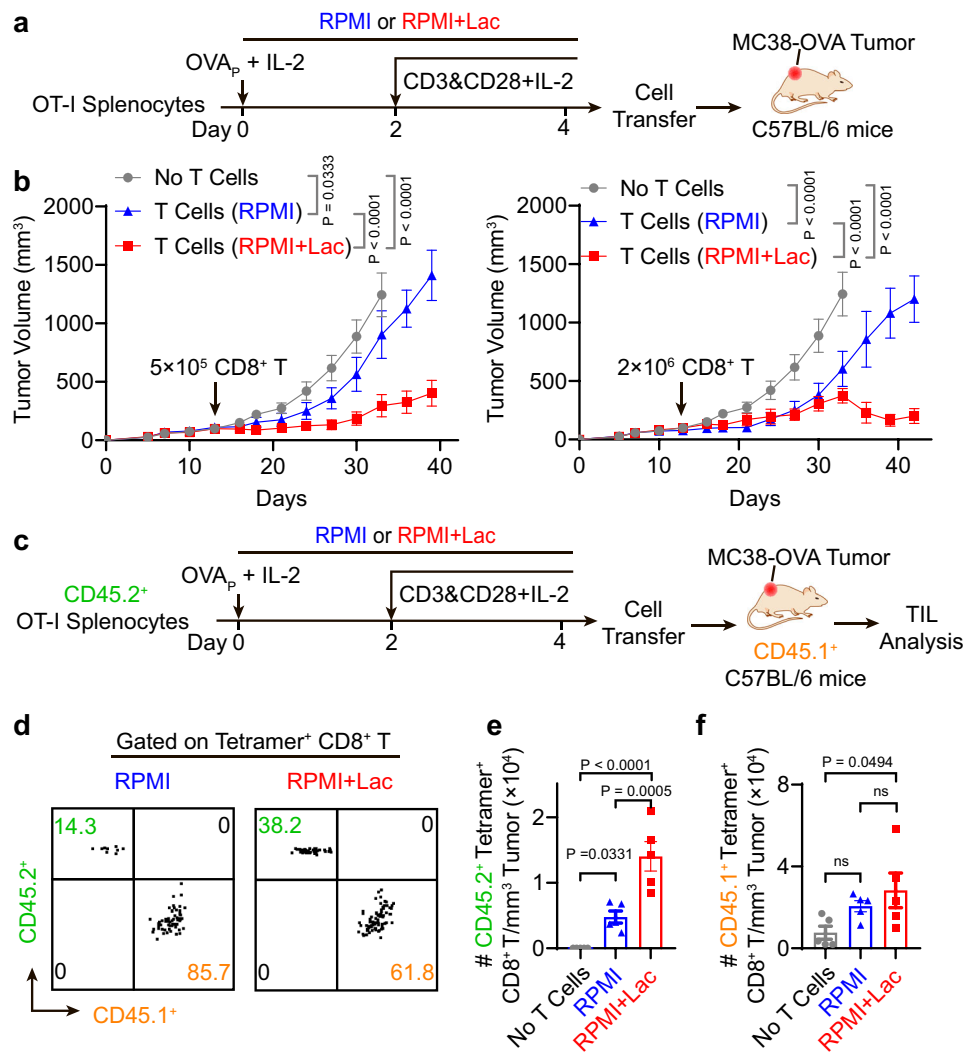 a
RPMI or RPMI+Lac
OVAP + IL-2
CD3&CD28+IL-2
OT-I Splenocytes
Day 0
2
4
Cell
Transfer
MC38-OVA Tumor
C57BL/6 mice
b
No T Cells
T Cells (RPMI)
T Cells (RPMI+Lac)
P = 0.0333
P < 0.0001
P < 0.0001
Tumor Volume (mm³)
2000
1500
1000
500
0
5×10⁵ CD8⁺ T
0 10 20 30 40
Days
No T Cells
T Cells (RPMI)
T Cells (RPMI+Lac)
P < 0.0001
P < 0.0001
P < 0.0001
Tumor Volume (mm³)
2000
1500
1000
500
0
2×10⁶ CD8⁺ T
0 10 20 30 40
Days
c
RPMI or RPMI+Lac
OVAP + IL-2
CD3&CD28+IL-2
CD45.2⁺
OT-I Splenocytes
Day 0
2
4
Cell
Transfer
MC38-OVA Tumor
CD45.1⁺
C57BL/6 mice
TIL
Analysis
d
Gated on Tetramer⁺ CD8⁺ T
RPMI
RPMI+Lac
14.3
0
0
85.7
38.2
0
0
61.8
CD45.2⁺
CD45.1⁺
e
# CD45.2⁺ Tetramer⁺
CD8⁺ T/mm³ Tumor (×10⁴)
P < 0.0001
P = 0.0005
P =0.0331
2
1
0
No T Cells
RPMI
RPMI+Lac
f
# CD45.1⁺ Tetramer⁺
CD8⁺ T/mm³ Tumor (×10⁴)
P = 0.0494
ns
ns
8
4
0
No T Cells
RPMI
RPMI+Lac